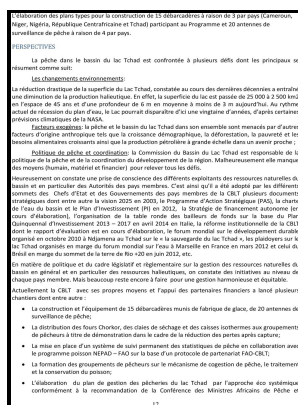 L'élaboration des plans types pour la construction de 15 débarcadères à raison de 3 par pays (Cameroun,
Niger, Nigéria, République Centrafricaine et Tchad) participant au Programme et 20 antennes de
surveillance de pêche à raison de 4 par pays.
PERSPECTIVES
La pêche dans le bassin du lac Tchad est confrontée à plusieurs défis dont les principaux se
résument comme suit:
Les changements environnements:
La réduction drastique de la superficie du Lac Tchad, constatée au cours des dernières décennies a entraîné
une diminution de la production halieutique. En effet, la superficie du lac est passée de 25 000 à 2 500 km2
en l'espace de 45 ans et d'une profondeur de 6 m en moyenne à moins de 3 m aujourd'hui. Au rythme
actuel de récession du plan d'eau, le Lac pourrait disparaître d'ici une vingtaine d'années, d'après certaines
prévisions climatiques de la NASA.
Facteurs exogènes: la pêche et le bassin du Tchad dans son ensemble sont menacés par d'autres
facteurs d'origine anthropique tels que la croissance démographique, la déforestation, la pauvreté et les
besoins alimentaires croissants ainsi que la production pétrolière à grande échelle dans un avenir proche ;
Politique de pêche et coordination: la Commission du Bassin du Lac Tchad est responsable de la
politique de la pêche et de la coordination du développement de la région. Malheureusement elle manque
des moyens (humain, matériel et financier) pour relever tous les défis.
Heureusement on constate une prise de conscience des différents exploitants des ressources naturelles du
bassin et en particulier des Autorités des pays membres. C'est ainsi qu'il a été adopté par les différents
sommets des Chefs d'Etat et des Gouvernements des pays membres de la CBLT plusieurs documents
stratégiques dont entre autre la vision 2025 en 2003, le Programme d'Action Stratégique (PAS), la charte
de l'eau du bassin et le Plan d'Investissement (PI) en 2012, la Stratégie de financement autonome (en
cours d'élaboration), l'organisation de la table ronde des bailleurs de fonds sur la base du Plan
Quinquennal d'Investissement 2013 – 2017 en avril 2014 en Italie, la réforme institutionnelle de la CBLT
dont le rapport d'évaluation est en cours d'élaboration, le forum mondial sur le développement durable
organisé en octobre 2010 à Ndjamena au Tchad sur le « la sauvegarde du lac Tchad », les plaidoyers sur le
lac Tchad organisés en marge du forum mondial sur l'eau à Marseille en France en mars 2012 et celui du
Brésil en marge du sommet de la terre de Rio +20 en juin 2012, etc.
En matière de politique et du cadre législatif et réglementaire sur la gestion des ressources naturelles du
bassin en général et en particulier des ressources halieutiques, on constate des initiatives au niveau de
chaque pays membre. Mais beaucoup reste encore à faire pour une gestion harmonieuse et équitable.
Actuellement la CBLT avec ses propres moyens et l'appui des partenaires financiers a lancé plusieurs
chantiers dont entre autres :
• La construction et l'équipement de 15 débarcadères munis de fabrique de glace, de 20 antennes de
surveillance de pêche;
• La distribution des fours Chorkor, des claies de séchage et des caisses isothermes aux groupements
de pêcheurs à titre de démonstration dans le cadre de la réduction des pertes après capture;
• La mise en place d'un système de suivi permanent des statistiques de pêche en collaboration avec
le programme poisson NEPAD – FAO sur la base d'un protocole de partenariat FAO-CBLT;
• La formation des groupements de pêcheurs sur le mécanisme de cogestion de pêche, le traitement
et la conservation du poisson;
• L'élaboration du plan de gestion des pêcheries du lac Tchad par l'approche éco systémique
conformément à la recommandation de la Conférence des Ministres Africains de Pêche et
12